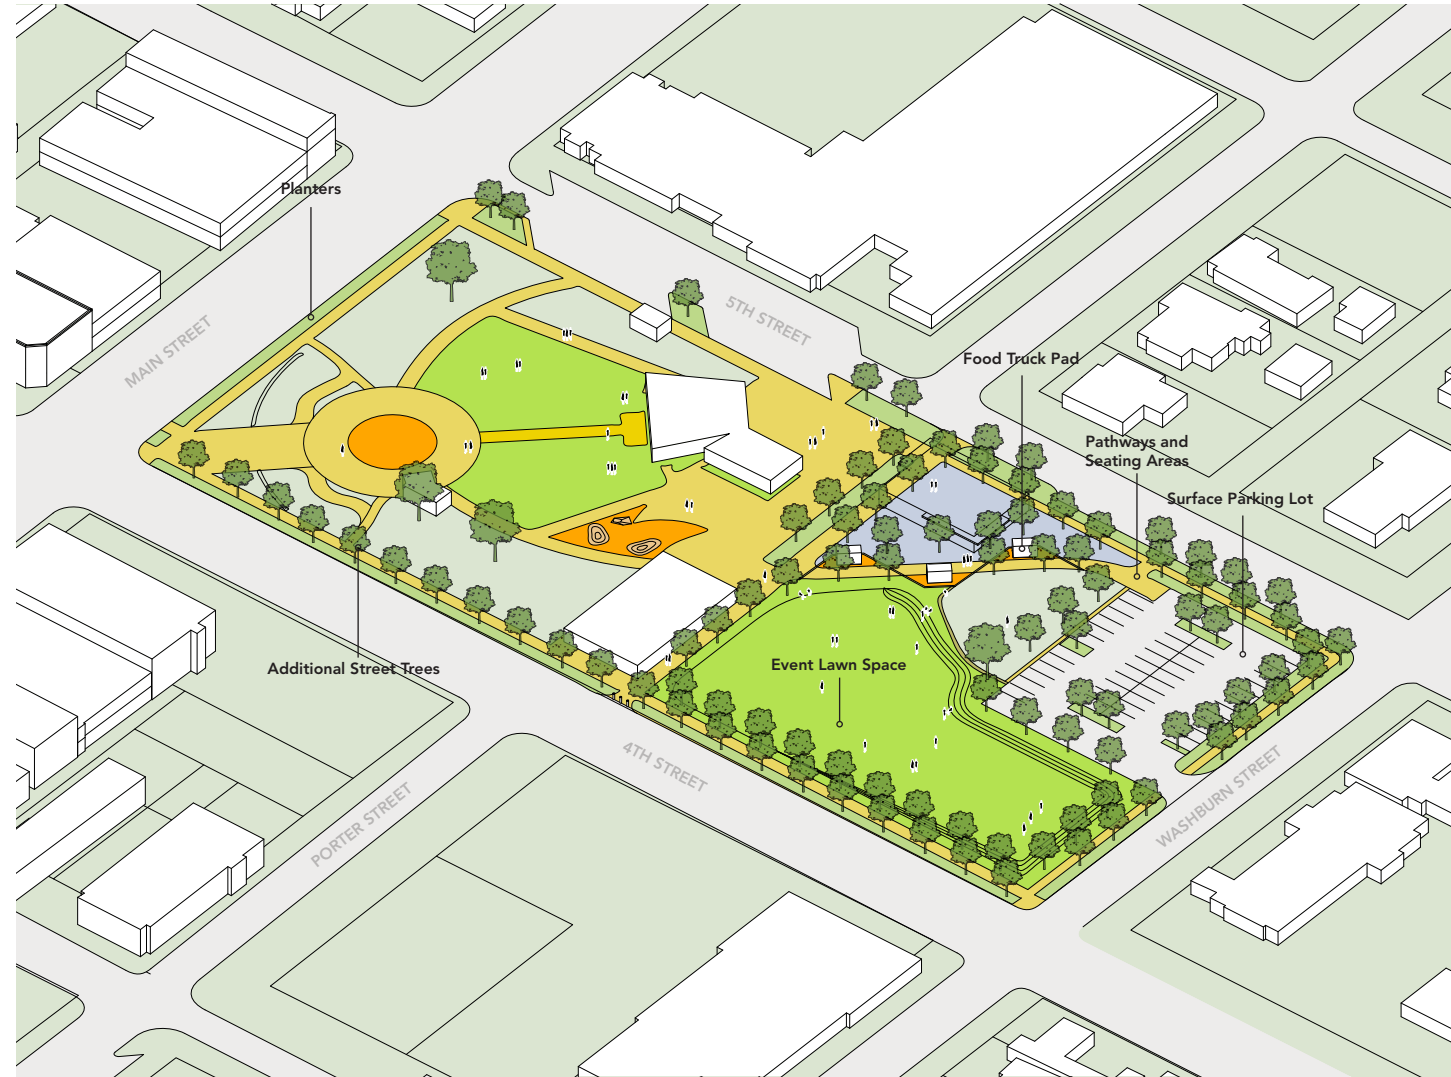 Planters
5TH STREET
MAIN STREET
Food Truck Pad
Pathways and
Seating Areas
Surface Parking Lot
Additional Street Trees
Event Lawn Space
4TH STREET
PORTER STREET
WASHBURN STREET